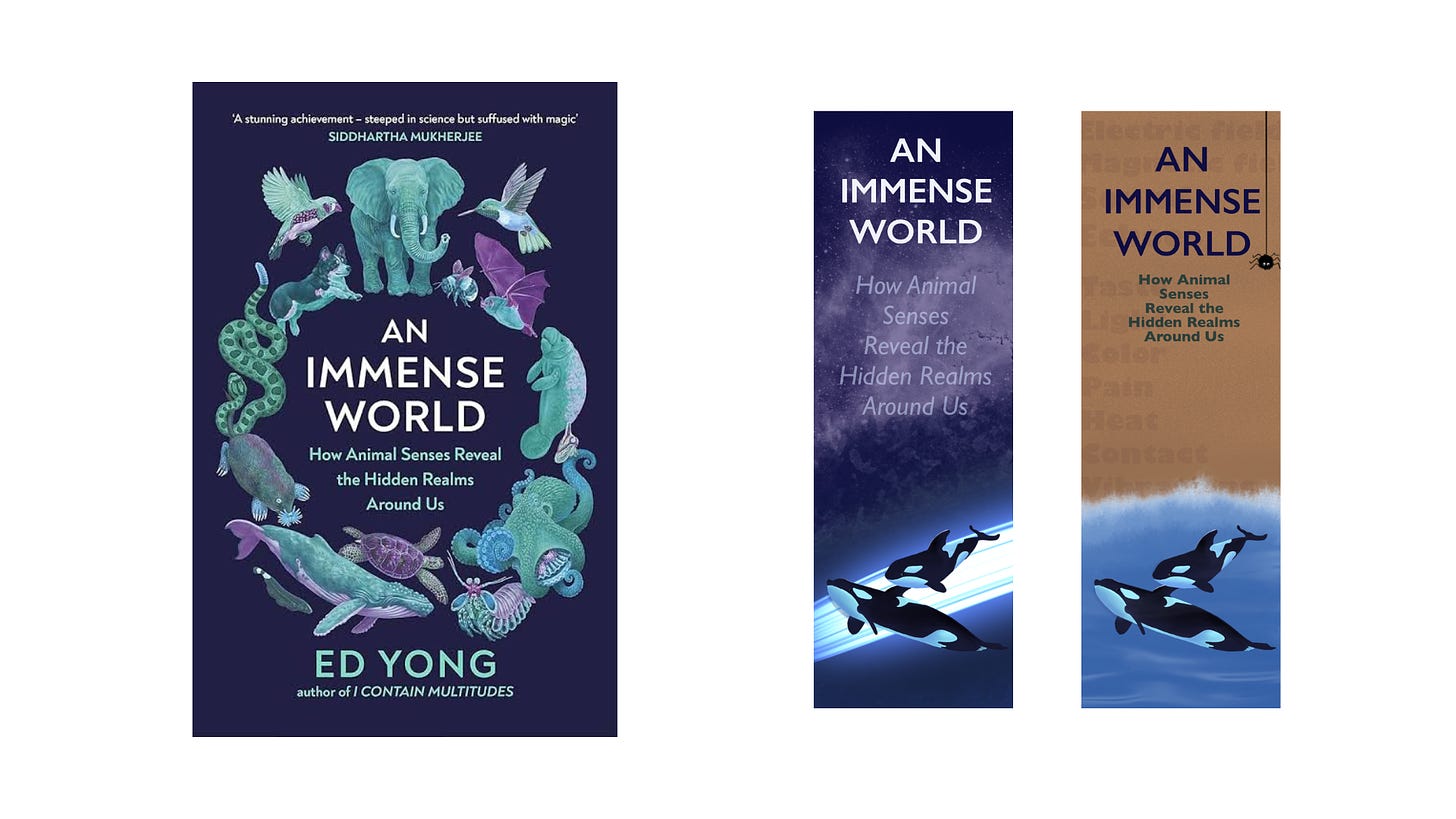 ‘A stunning achievement – steeped in science but suffused with magic’
SIDDHARTHA MUKHERJEE
AN
IMMENSE
WORLD
How Animal Senses Reveal
the Hidden Realms
Around Us
ED YONG
author of I CONTAIN MULTITUDES
AN
IMMENSE
WORLD
How Animal
Senses
Reveal the
Hidden Realms
Around Us
Electric fiel
AN
IMMENSE
WORLD
How Animal
Senses
Reveal the
Hidden Realms
Around Us
Color
Pain
Heat
Contact